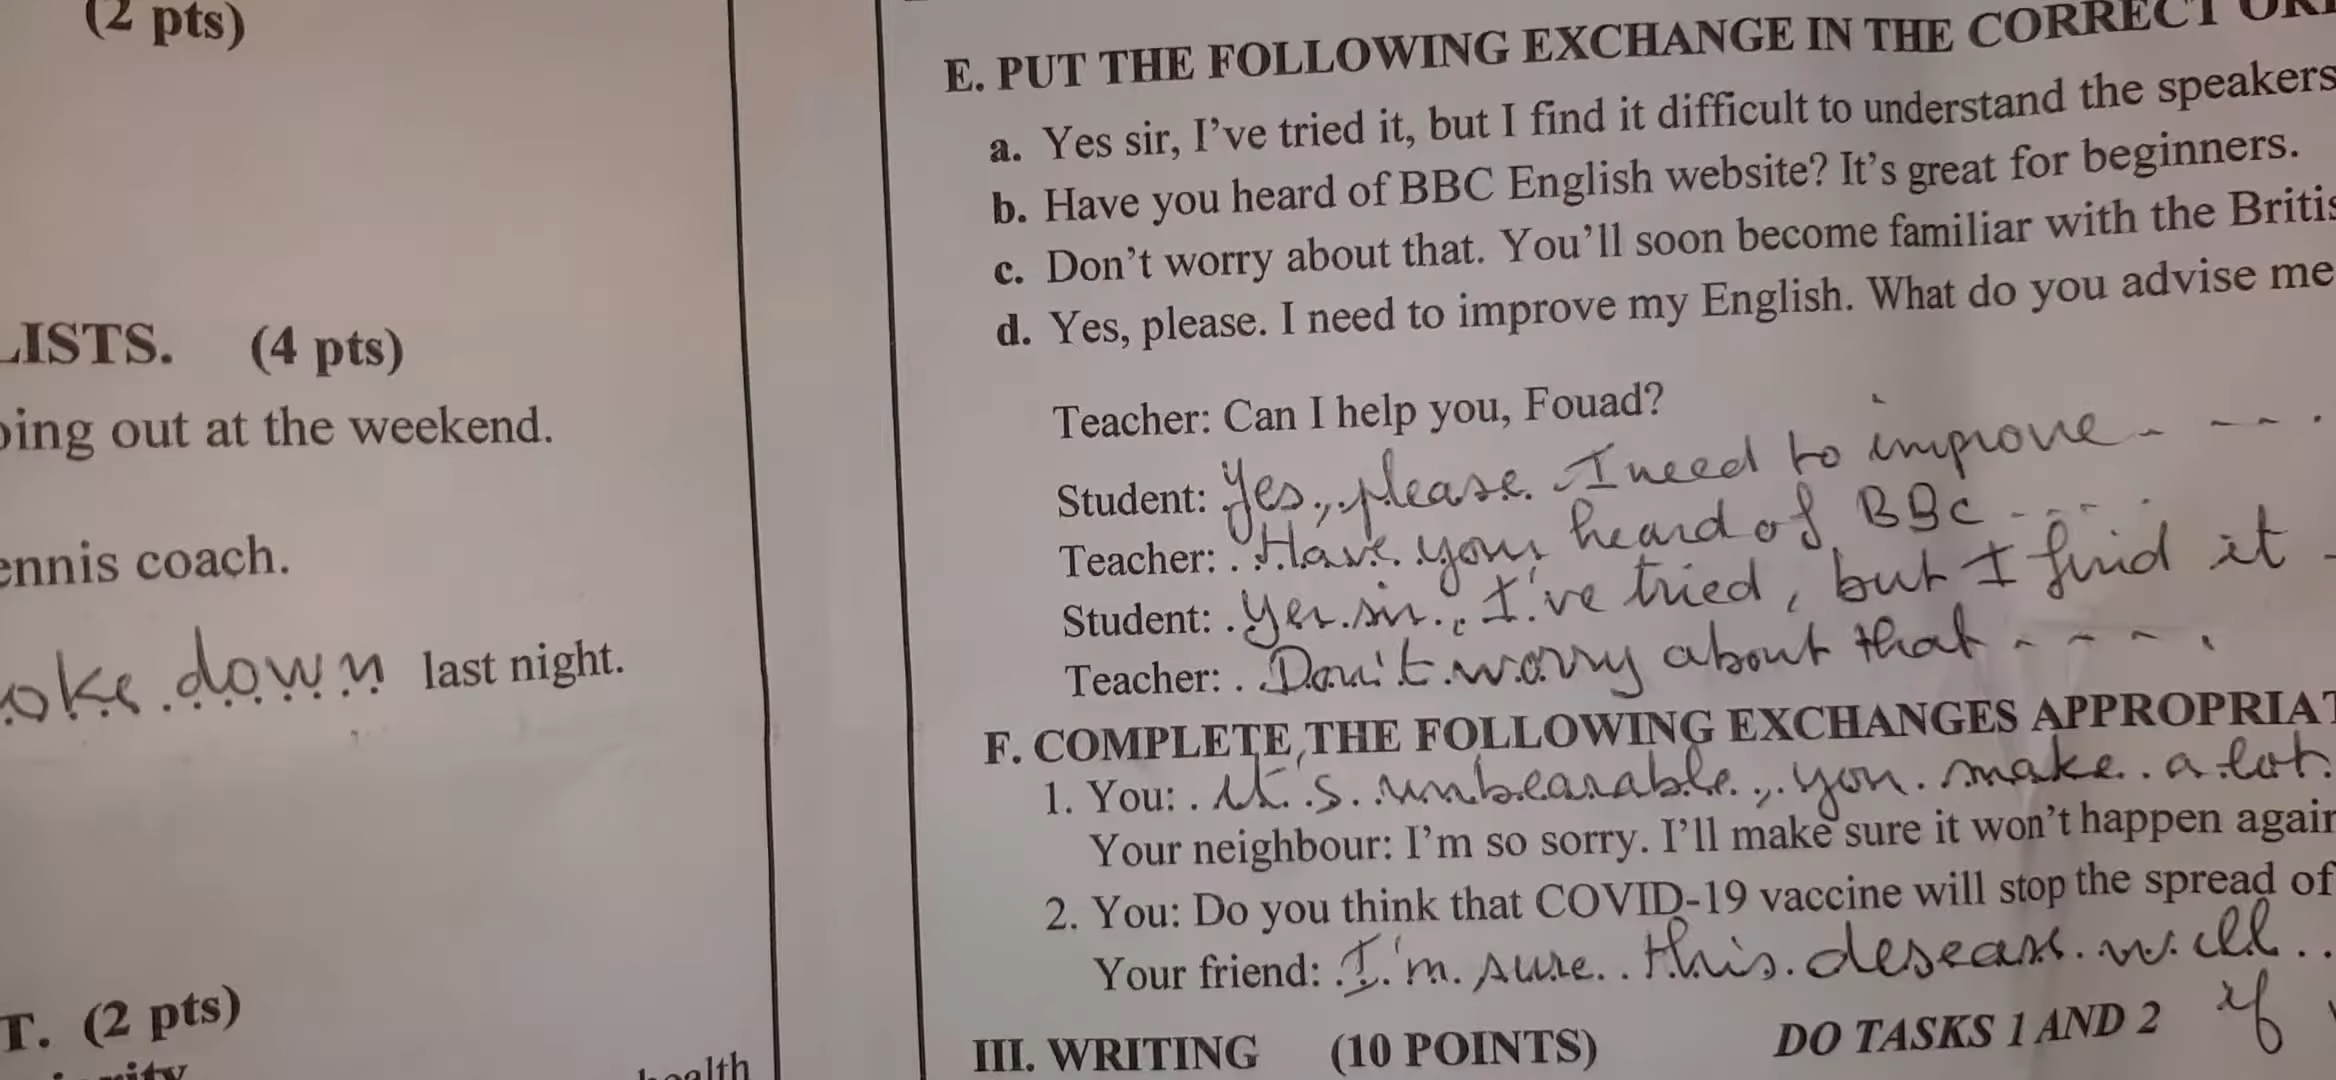 (2 pts)
LISTS. (4 pts)
oing out at the weekend.
ennis coach.
oke down last night.
T. (2 pts)
health
E. PUT THE FOLLOWING EXCHANGE IN THE CORRECT
a. Yes sir, I've tried it, but I find it difficult to understand the speakers
b. Have you heard of BBC English website? It's great for beginners.
c. Don't worry about that. You'll soon become familiar with the Britis
d. Yes, please. I need to improve my English. What do you advise me
Teacher: Can I help you, Fouad?
Student: Yes, please. I need to improve - - - .
Teacher: Have you heard of BBC - - - -
Student: Yes sir, I've tried, but I find it -
Teacher: Don't worry about that - - - .
F. COMPLETE THE FOLLOWING EXCHANGES APPROPRIAT
1. You: it's unbearable, you make a lot
Your neighbour: I'm so sorry. I'll make sure it won't happen again
2. You: Do you think that COVID-19 vaccine will stop the spread of
Your friend: I'm sure this desease will
if
III. WRITING (10 POINTS) DO TASKS 1 AND 2